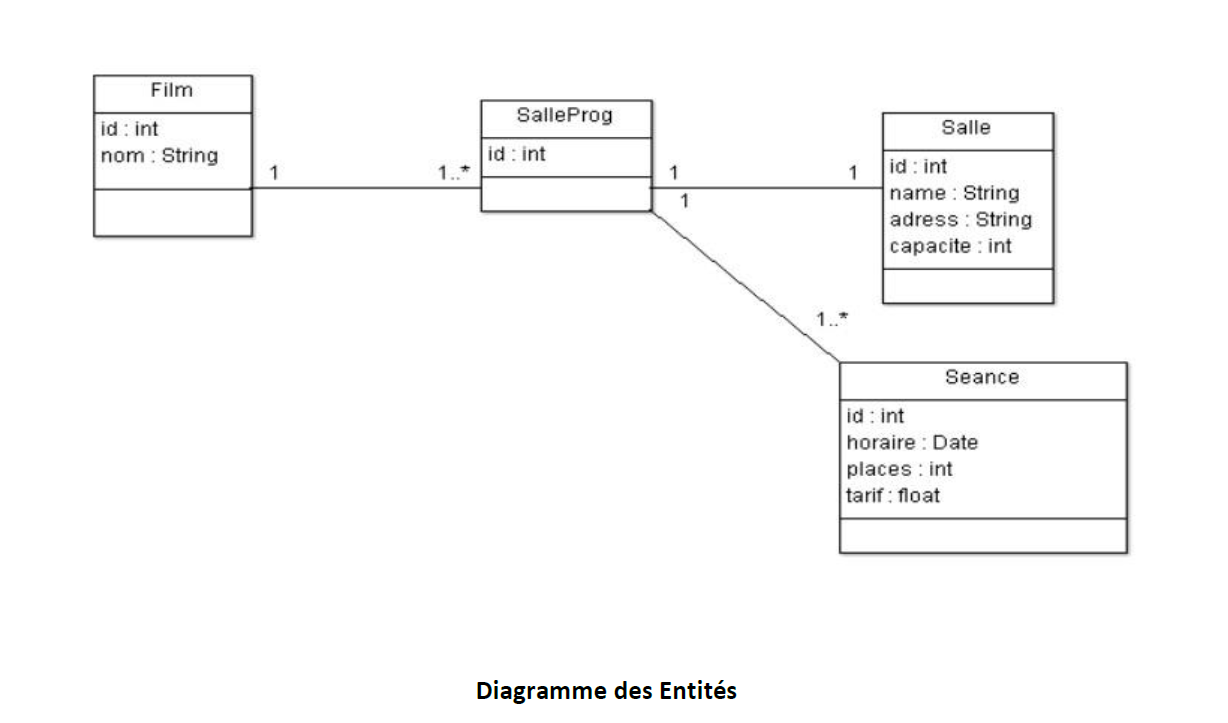 Film
id : int
nom : String
1
1..*
SalleProg
id : int
1
1
1
Salle
id : int
name : String
adress : String
capacite : int
1..*
Seance
id : int
horaire : Date
places : int
tarif : float
Diagramme des Entités